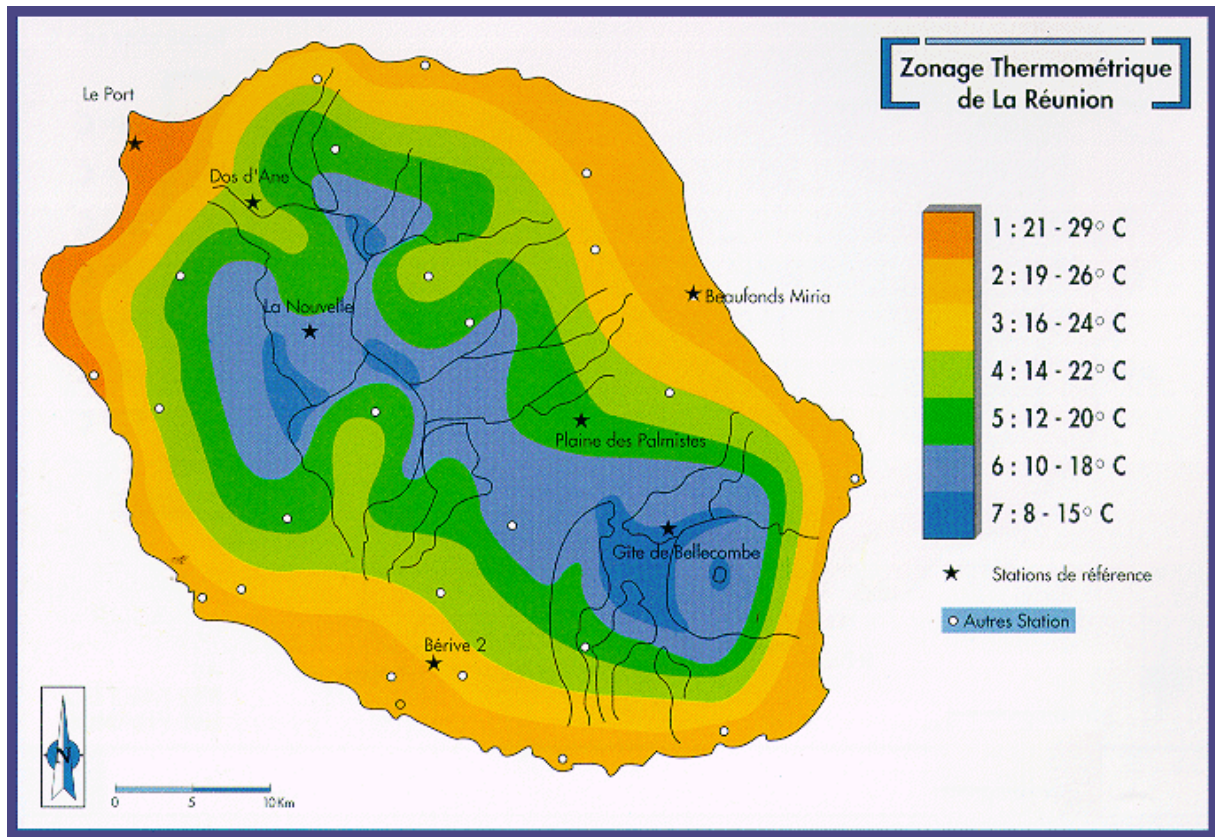 Zonage Thermométrique
de La Réunion
Le Port
Dos d'Ane
La Nouvelle
Beaufonds Miria
Plaine des Palmistes
Gîte de Bellecombe
Bérive 2
1 : 21 - 29° C
2 : 19 - 26° C
3 : 16 - 24° C
4 : 14 - 22° C
5 : 12 - 20° C
6 : 10 - 18° C
7 : 8 - 15° C
Stations de référence
Autres Station
N
0 5 10 Km